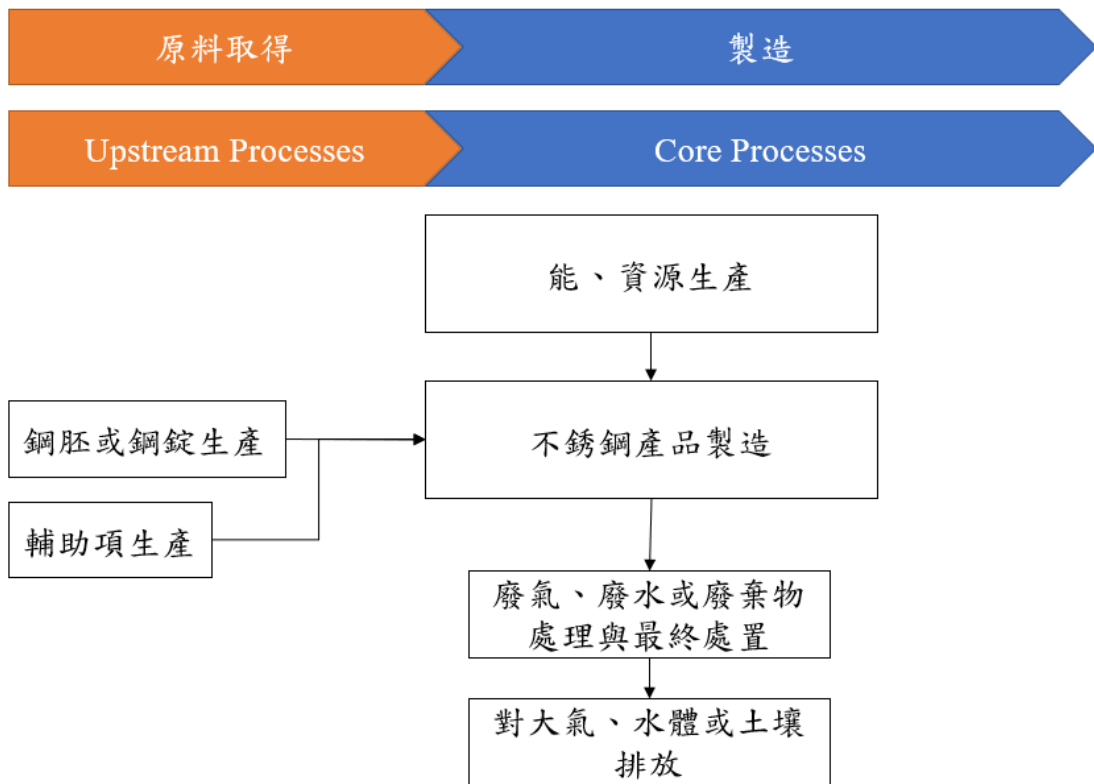 原料取得
製造
Upstream Processes
Core Processes
能、資源生產
鋼胚或鋼錠生產
不銹鋼產品製造
輔助項生產
廢氣、廢水或廢棄物
處理與最終處置
對大氣、水體或土壤
排放